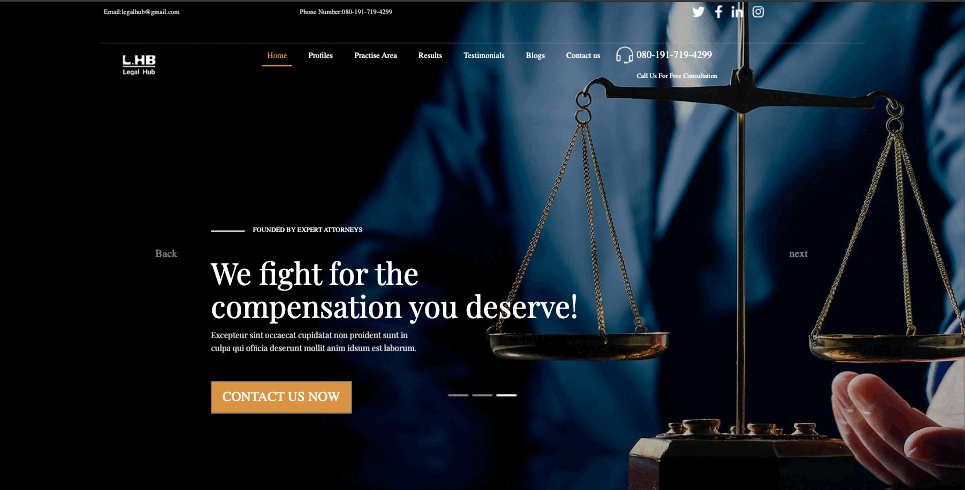 Email:legalhub@gmail.com
Phone Number:080-191-719-4299
L.HB
Legal Hub
Home
Profiles
Practise Area
Results
Testimonials
Blogs
Contact us
080-191-719-4299
Call Us For Free Consultation
FOUNDED BY EXPERT ATTORNEYS
Back
next
We fight for the
compensation you deserve!
Excepteur sint occaecat cupidatat non proident sunt in
culpa qui officia deserunt mollit anim idsum est laborum.
CONTACT US NOW